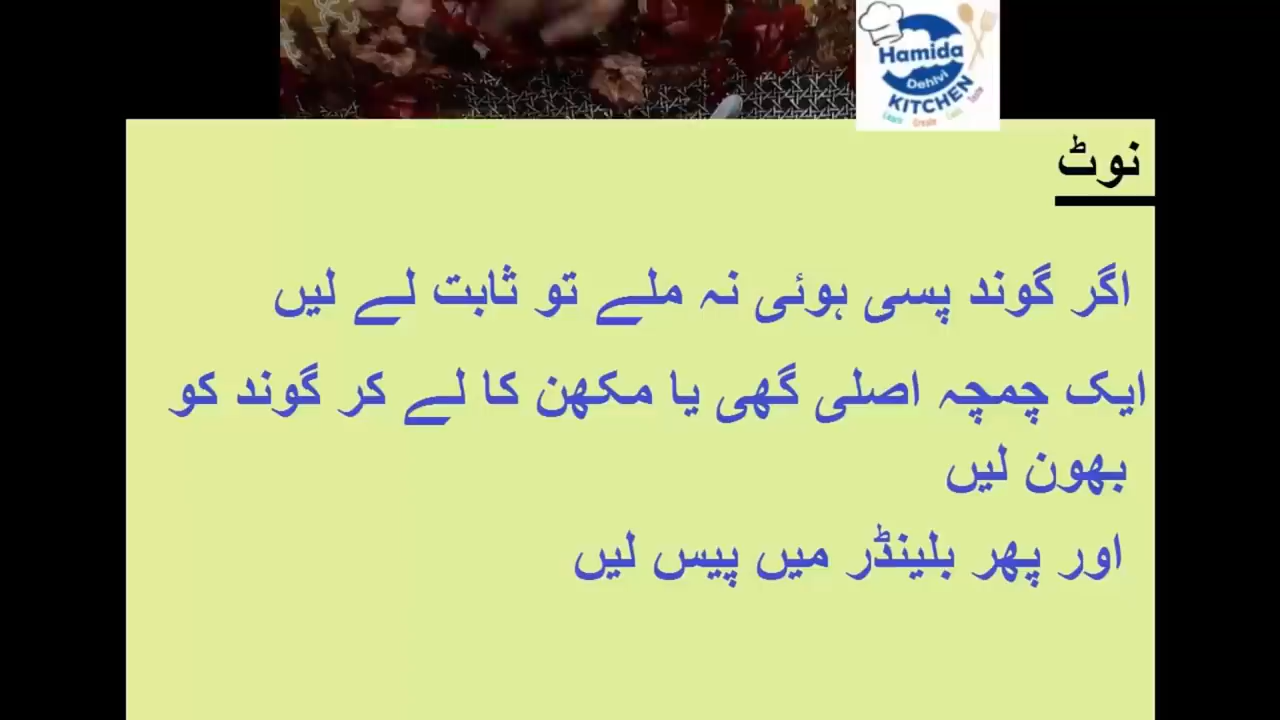 Hamida
Dehlvi
KITCHEN
Learn Create Cook Taste
نوٹ
اگر گوند پسی ہوئی نہ ملے تو ثابت لے لیں
ایک چمچہ اصلی گھی یا مکھن کا لے کر گوند کو
بھون لیں
اور پھر بلینڈر میں پیس لیں